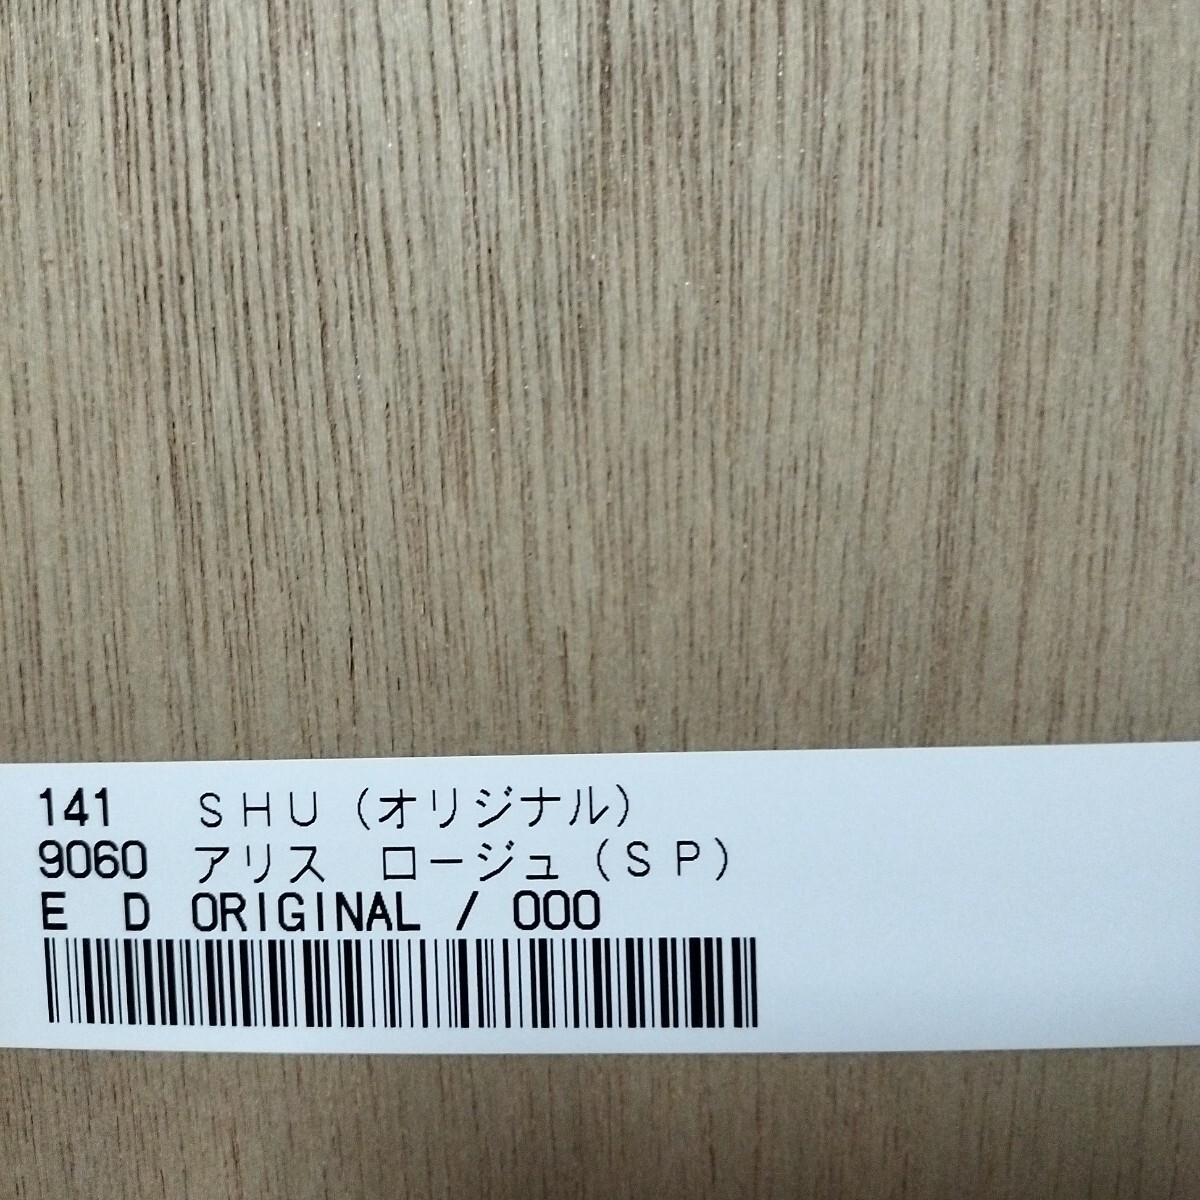 141 SHU(オリジナル)
9060 アリス ロージュ(SP)
E D ORIGINAL / 000